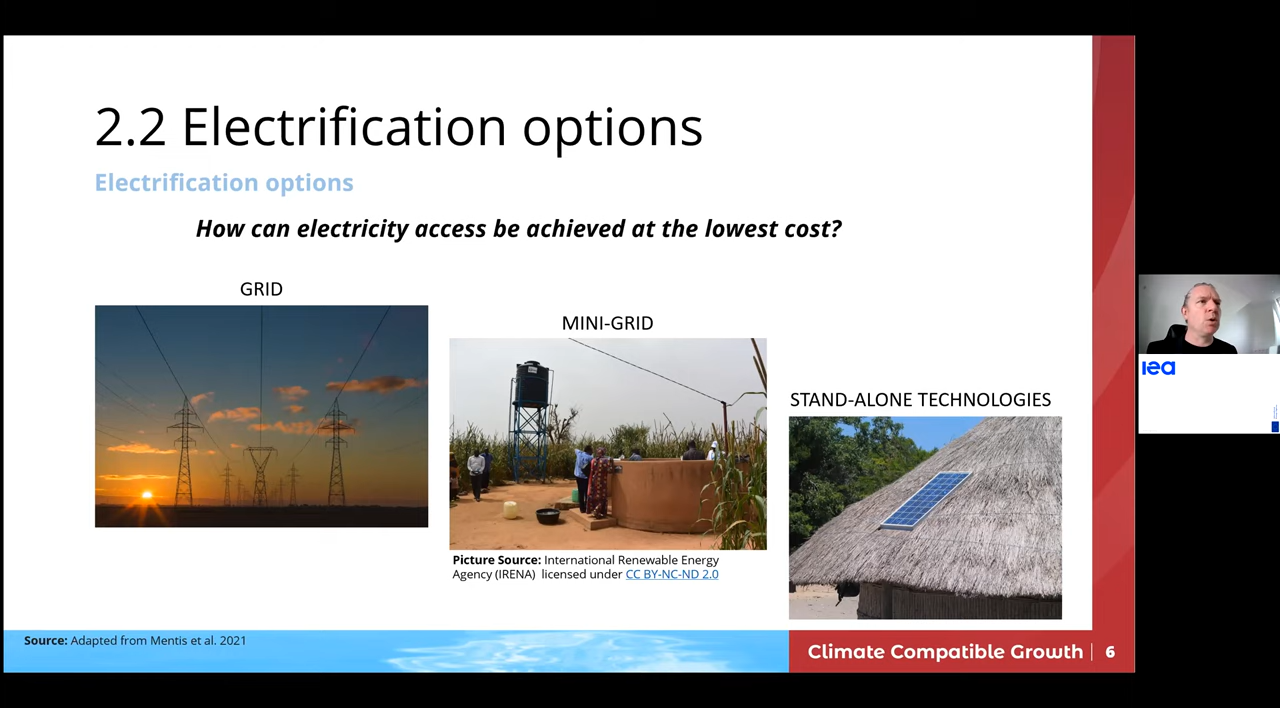 2.2 Electrification options
Electrification options
How can electricity access be achieved at the lowest cost?
GRID
MINI-GRID
STAND-ALONE TECHNOLOGIES
Picture Source: International Renewable Energy
Agency (IRENA) licensed under CC BY-NC-ND 2.0
Source: Adapted from Mentis et al. 2021
Climate Compatible Growth
6
iea